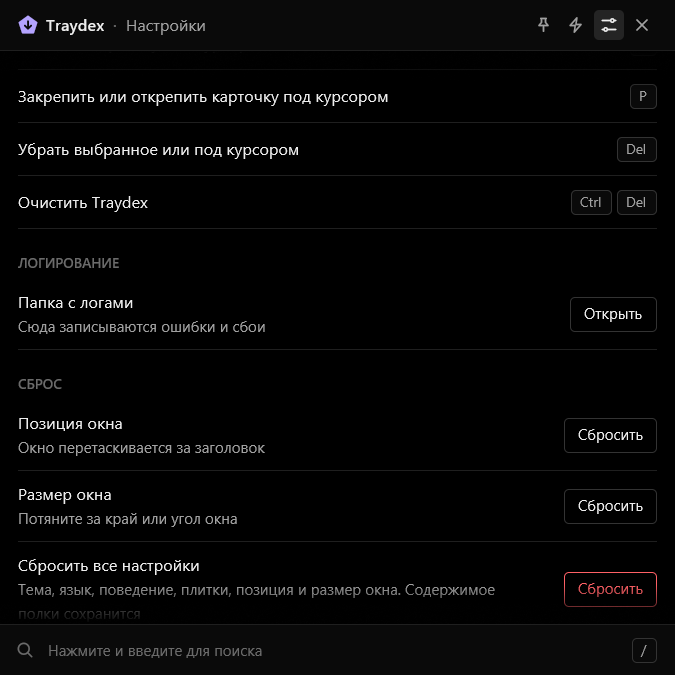 Traydex · Настройки
Закрепить или открепить карточку под курсором P
Убрать выбранное или под курсором Del
Очистить Traydex Ctrl Del
ЛОГИРОВАНИЕ
Папка с логами
Сюда записываются ошибки и сбои
Открыть
СБРОС
Позиция окна
Окно перетаскивается за заголовок
Сбросить
Размер окна
Потяните за край или угол окна
Сбросить
Сбросить все настройки
Тема, язык, поведение, плитки, позиция и размер окна. Содержимое
полки сохранится
Сбросить
Нажмите и введите для поиска /